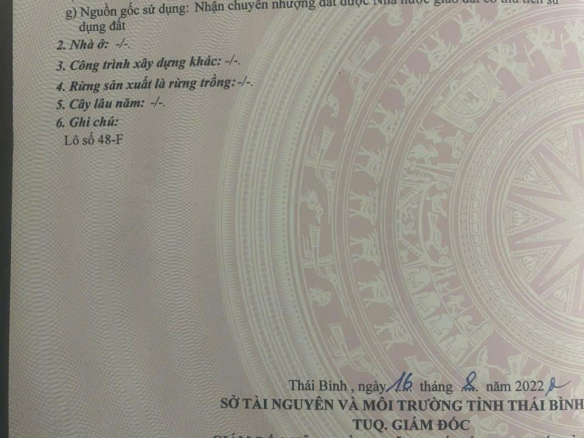 g) Nguồn gốc sử dụng: Nhận chuyển nhượng đất được Nhà nước giao đất có thu tiền sử
dụng đất
2. Nhà ở: -/-.
3. Công trình xây dựng khác: -/-.
4. Rừng sản xuất là rừng trồng: -/-.
5. Cây lâu năm: -/-.
6. Ghi chú:
Lô số 48-F
Thái Bình , ngày 16 tháng 8 năm 2022
SỞ TÀI NGUYÊN VÀ MÔI TRƯỜNG TỈNH THÁI BÌNH
TUQ. GIÁM ĐỐC